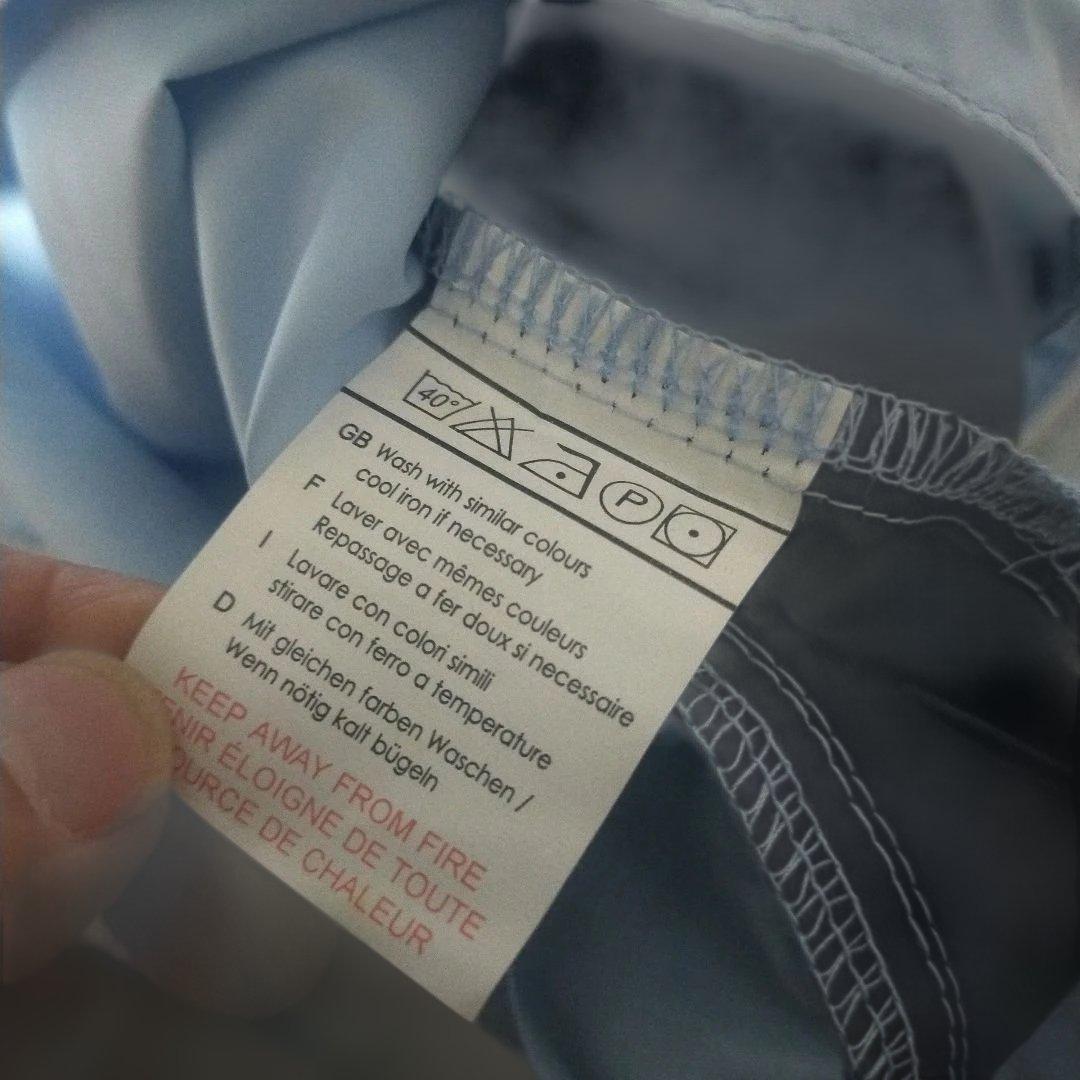 40°
P
GB Wash with similar colours
cool iron if necessary
F Laver avec mêmes couleurs
Repassage a fer doux si necessaire
I Lavare con colori simili
stirare con ferro a temperature
D Mit gleichen farben Waschen /
Wenn nötig kalt bügeln
KEEP AWAY FROM FIRE
ÉLOIGNE DE TOUTE
DE CHALEUR